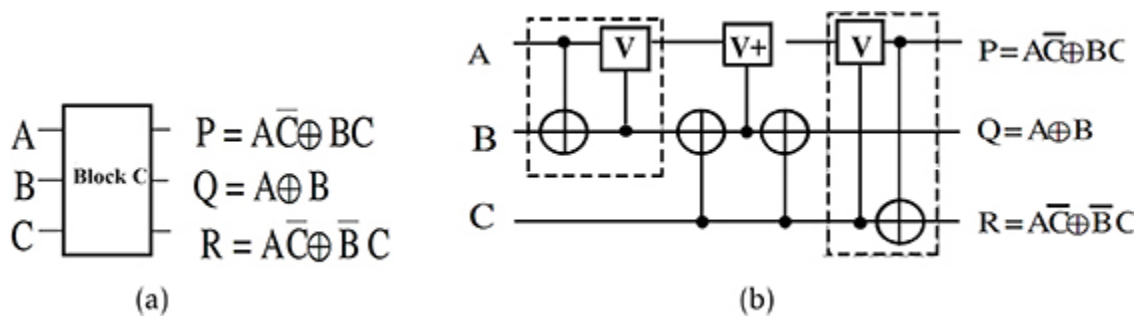 A
B
C
Block C
P = AC̅⊕BC
Q = A⊕B
R = AC̅⊕B̅C
(a)
A
B
C
V
V+
V
P=AC̅⊕BC
Q=A⊕B
R=AC̅⊕B̅C
(b)